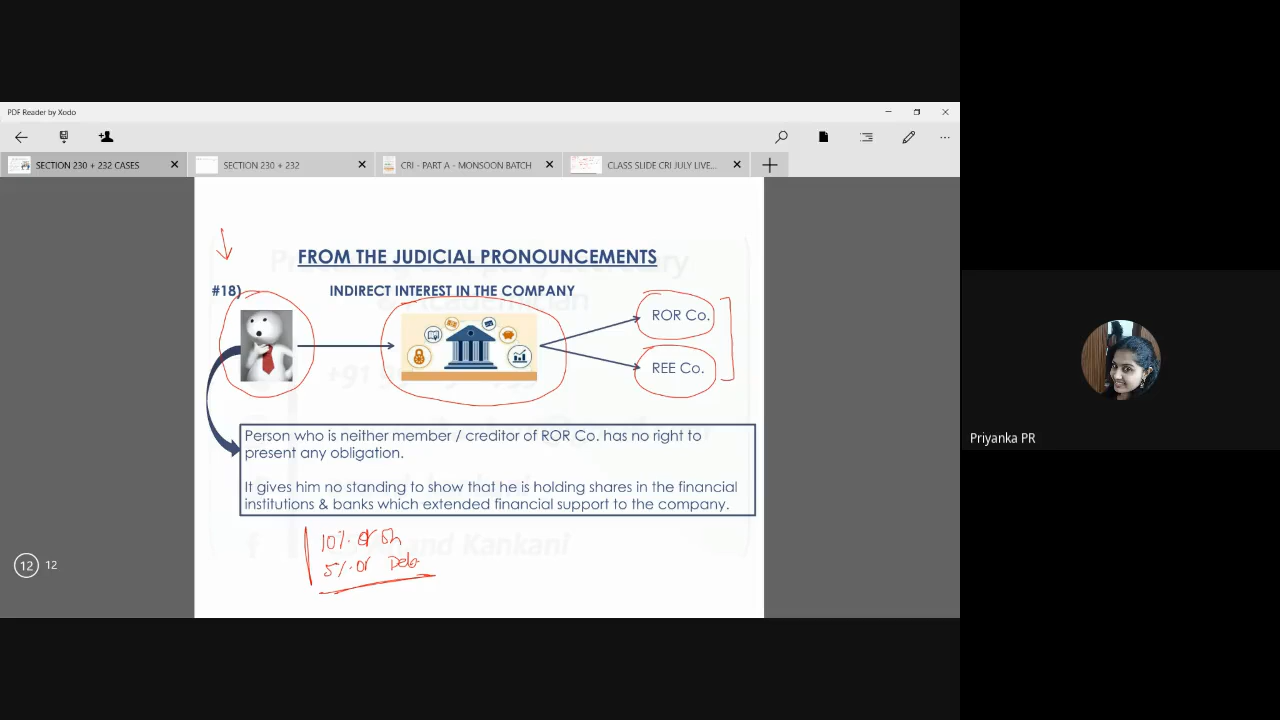 PDF Reader by Xodo
SECTION 230 + 232 CASES
SECTION 230 + 232
CRI - PART A - MONSOON BATCH
CLASS SLIDE CRI JULY LIVE...
FROM THE JUDICIAL PRONOUNCEMENTS
#18)
INDIRECT INTEREST IN THE COMPANY
ROR Co.
REE Co.
Person who is neither member / creditor of ROR Co. has no right to
present any obligation.
It gives him no standing to show that he is holding shares in the financial
institutions & banks which extended financial support to the company.
10% or sh
5% or Deb
Kankani
12 12
Priyanka PR